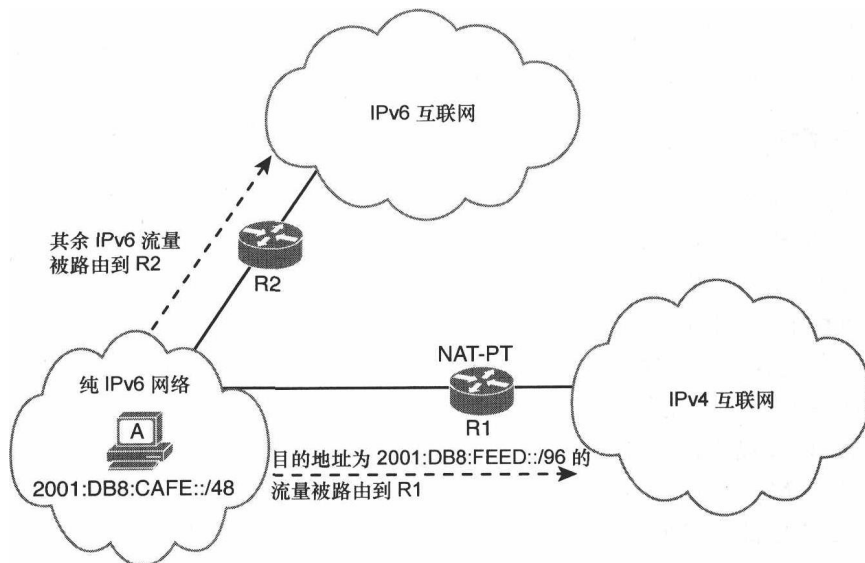 IPv6 互联网
其余 IPv6 流量
被路由到 R2
R2
NAT-PT
纯 IPv6 网络
IPv4 互联网
A
R1
目的地址为 2001:DB8:FEED::/96 的
2001:DB8:CAFE::/48
流量被路由到 R1